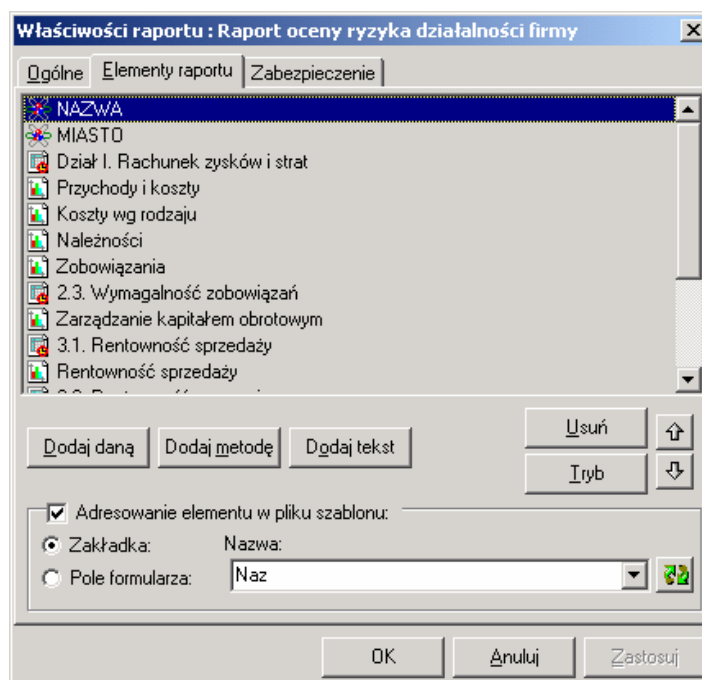 Właściwości raportu : Raport oceny ryzyka działalności firmy
Ogólne Elementy raportu Zabezpieczenie
NAZWA
MIASTO
Dział I. Rachunek zysków i strat
Przychody i koszty
Koszty wg rodzaju
Należności
Zobowiązania
2.3. Wymagalność zobowiązań
Zarządzanie kapitałem obrotowym
3.1. Rentowność sprzedaży
Rentowność sprzedaży
Usuń
Dodaj daną Dodaj metodę Dodaj tekst
Tryb
Adresowanie elementu w pliku szablonu:
Zakładka: Nazwa:
Pole formularza: Naz
OK Anuluj Zastosuj